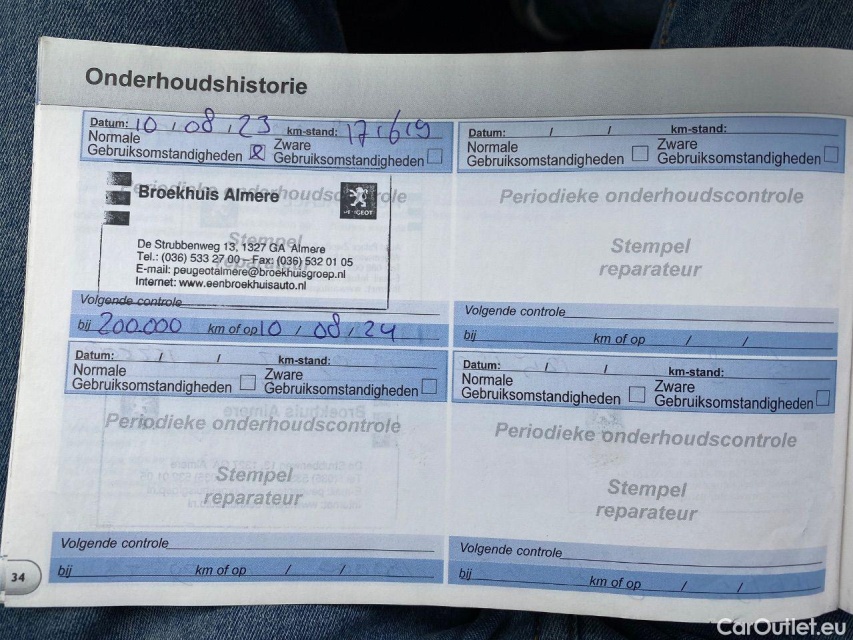 Onderhoudshistorie
Datum: 10 / 08 / 23 km-stand: 171619
Normale Zware
Gebruiksomstandigheden Gebruiksomstandigheden
Periodieke onderhoudscontrole
Broekhuis Almere
PEUGEOT
Stempel
De Strubbenweg 13, 1327 GA Almere
Tel.: (036) 533 27 00 – Fax: (036) 532 01 05
E-mail: peugeotalmere@broekhuisgroep.nl
Internet: www.eenbroekhuisauto.nl
Volgende controle
bij 200.000 km of op 10 / 08 / 24
Datum: / / km-stand:
Normale Zware
Gebruiksomstandigheden Gebruiksomstandigheden
Periodieke onderhoudscontrole
Stempel
reparateur
Volgende controle
bij km of op / /
Datum: / / km-stand:
Normale Zware
Gebruiksomstandigheden Gebruiksomstandigheden
Periodieke onderhoudscontrole
Stempel
reparateur
Volgende controle
bij km of op / /
Datum: / / km-stand:
Normale Zware
Gebruiksomstandigheden Gebruiksomstandigheden
Periodieke onderhoudscontrole
Stempel
reparateur
Volgende controle
bij km of op / /
34
CarOutlet.eu